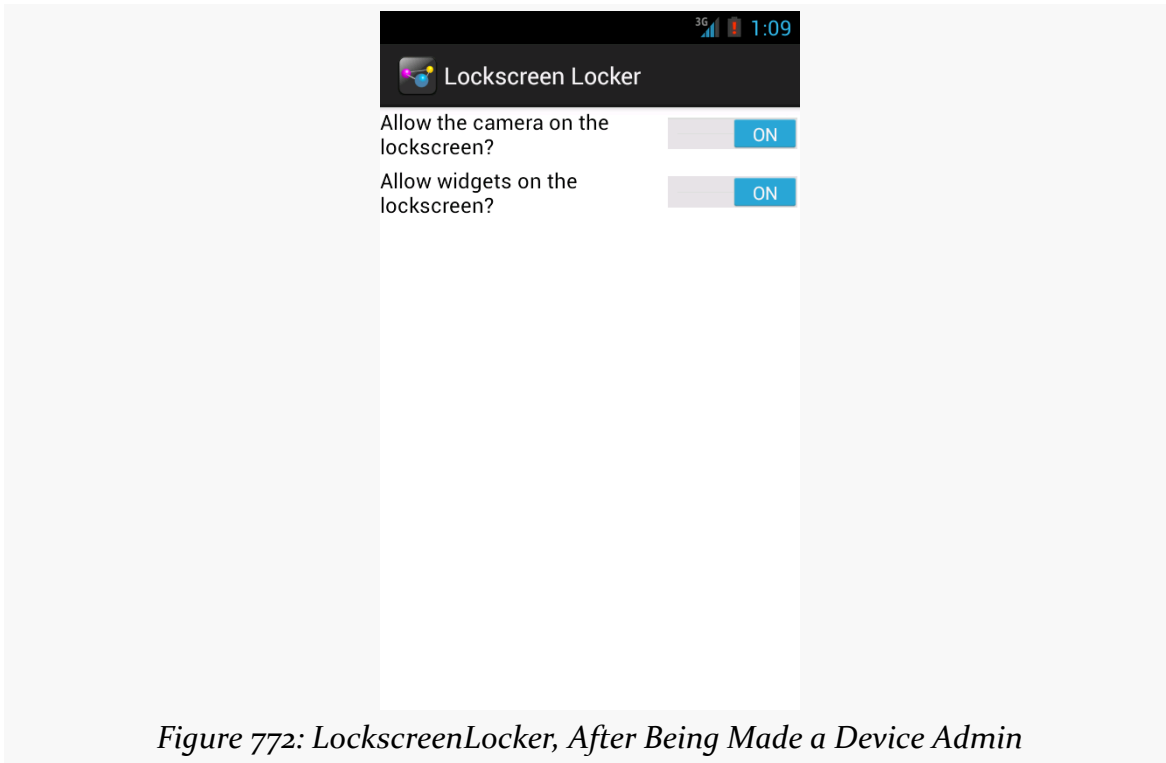 3G 1:09
Lockscreen Locker
Allow the camera on the
lockscreen?
ON
Allow widgets on the
lockscreen?
ON
Figure 772: LockscreenLocker, After Being Made a Device Admin